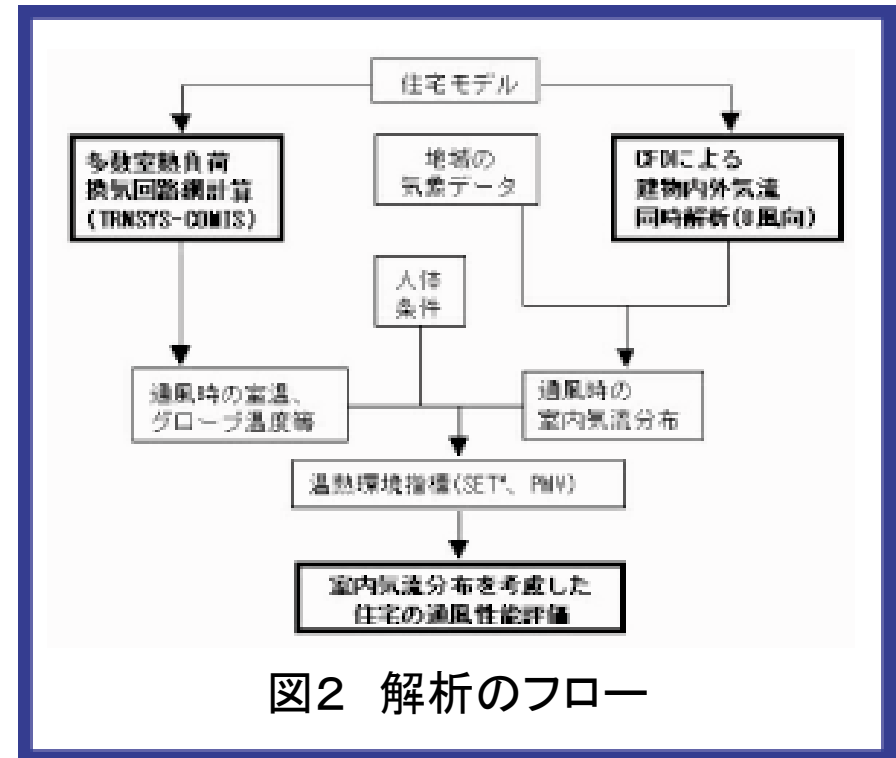 住宅モデル
多数室熱負荷
換気回路網計算
(TRNSYS-COMIS)
地域の
気象データ
CFDによる
建物内外気流
同時解析(8風向)
人体
条件
通風時の室温、
グローブ温度等
通風時の
室内気流分布
温熱環境指標(SET*、PMV)
室内気流分布を考慮した
住宅の通風性能評価
図2 解析のフロー